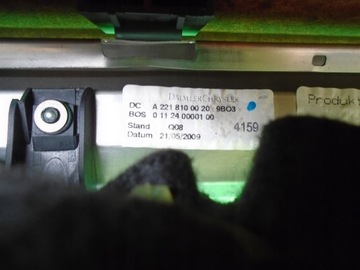 DAIMLERCHRYSLER
DC A 221 810 00 20 9B03
BOS 0 11 24 00001 00
Stand Q08 4159
Datum 21/05/2009
Produkt